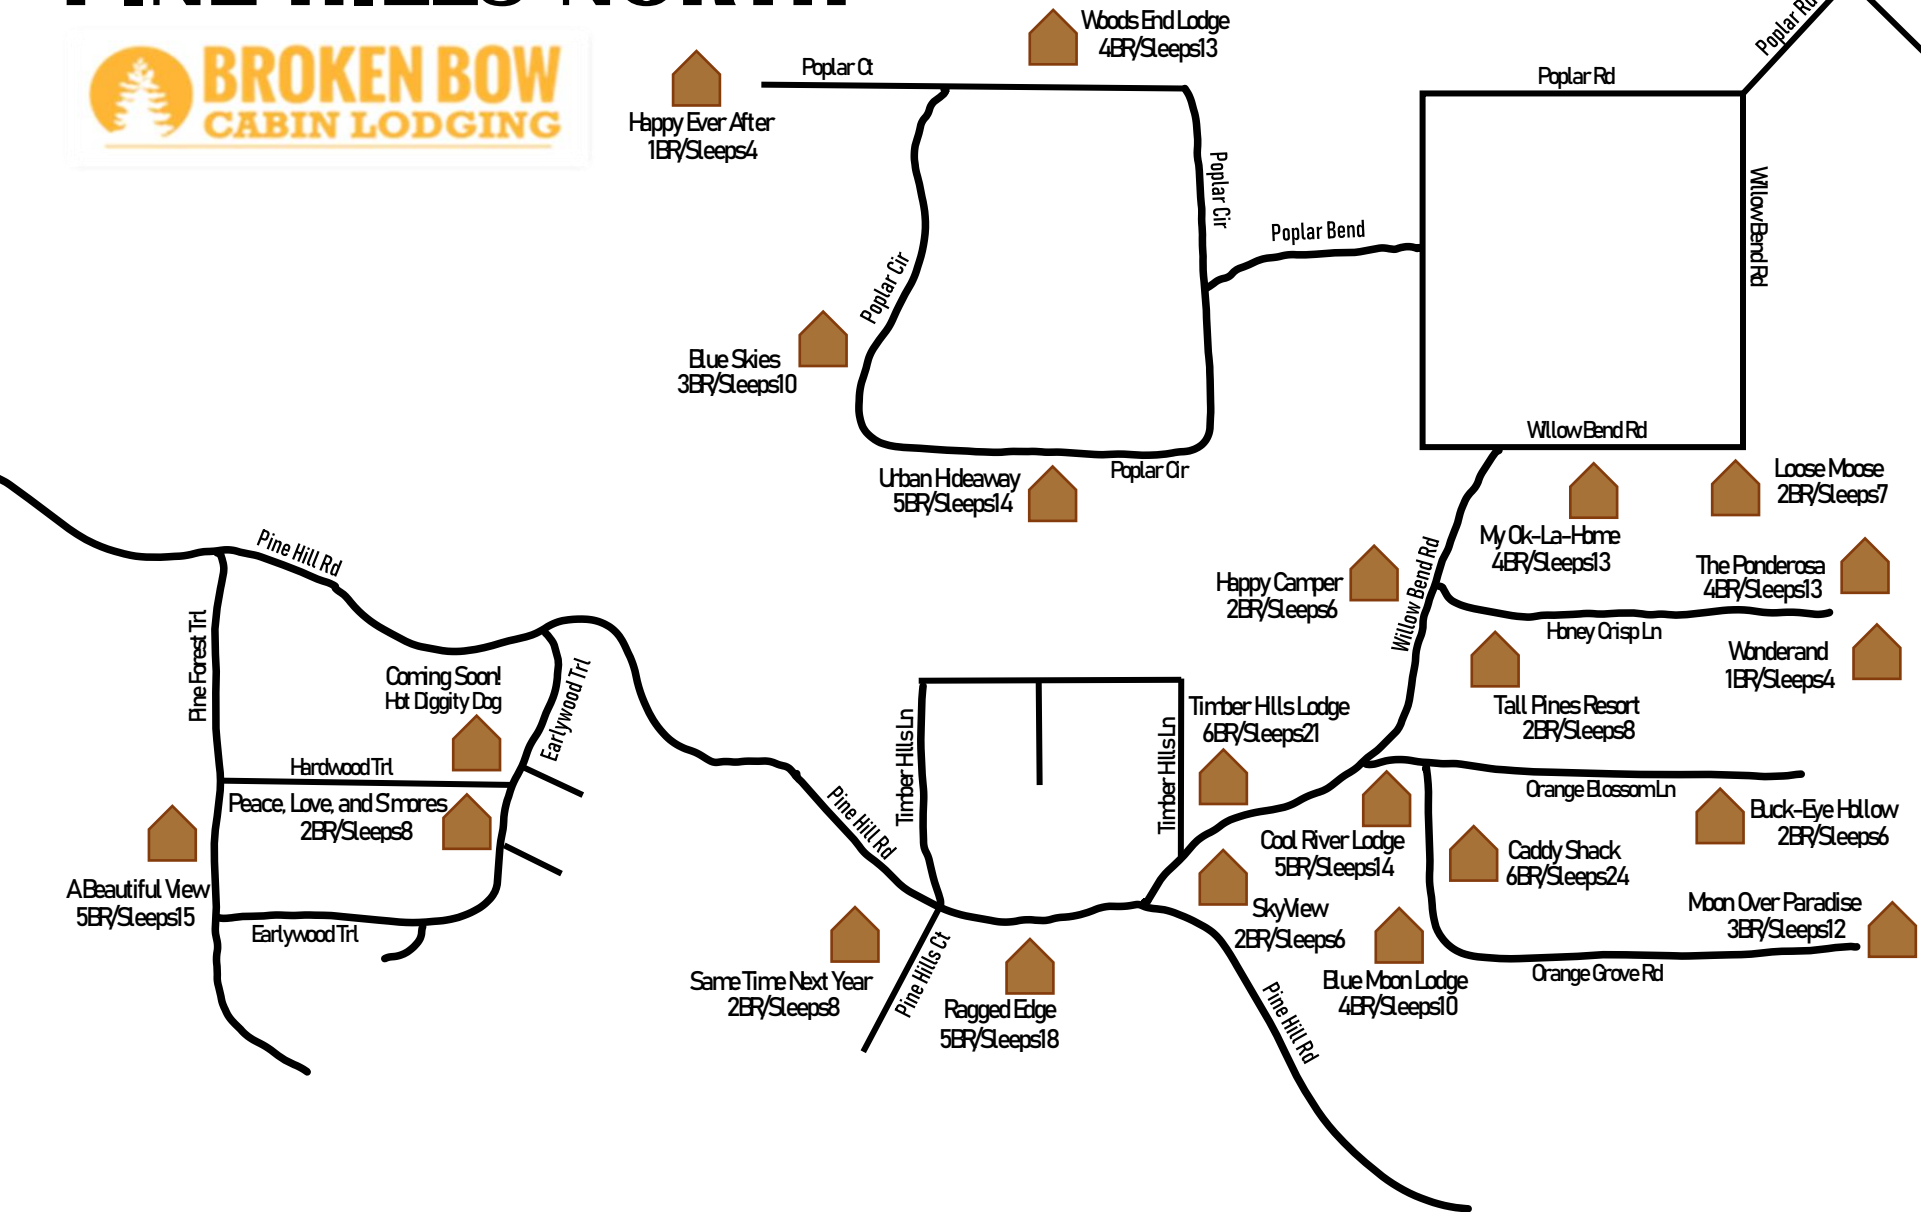 PINE HILLS NORTH
BROKEN BOW
CABIN LODGING
Happy Ever After
1BR/Sleeps4
Poplar Ct
Woods End Lodge
4BR/Sleeps13
Poplar Cir
Poplar Cir
Blue Skies
3BR/Sleeps10
Urban Hideaway
5BR/Sleeps14
Poplar Cir
Poplar Bend
Poplar Rd
Poplar Rd
Willow Bend Rd
Willow Bend Rd
Loose Moose
2BR/Sleeps7
My Ok-La-Home
4BR/Sleeps13
The Ponderosa
4BR/Sleeps13
Happy Camper
2BR/Sleeps6
Willow Bend Rd
Honey Crisp Ln
Wonderand
1BR/Sleeps4
Tall Pines Resort
2BR/Sleeps8
Pine Hill Rd
Pine Forest Trl
Coming Soon!
Hot Diggity Dog
Earlywood Trl
Hardwood Trl
Peace, Love, and S'mores
2BR/Sleeps8
A Beautiful View
5BR/Sleeps15
Earlywood Trl
Pine Hill Rd
Timber Hills Ln
Timber Hills Ln
Timber Hills Lodge
6BR/Sleeps21
Orange Blossom Ln
Buck-Eye Hollow
2BR/Sleeps6
Cool River Lodge
5BR/Sleeps14
Caddy Shack
6BR/Sleeps24
SkyView
2BR/Sleeps6
Moon Over Paradise
3BR/Sleeps12
Same Time Next Year
2BR/Sleeps8
Pine Hills Ct
Ragged Edge
5BR/Sleeps18
Blue Moon Lodge
4BR/Sleeps10
Orange Grove Rd
Pine Hill Rd